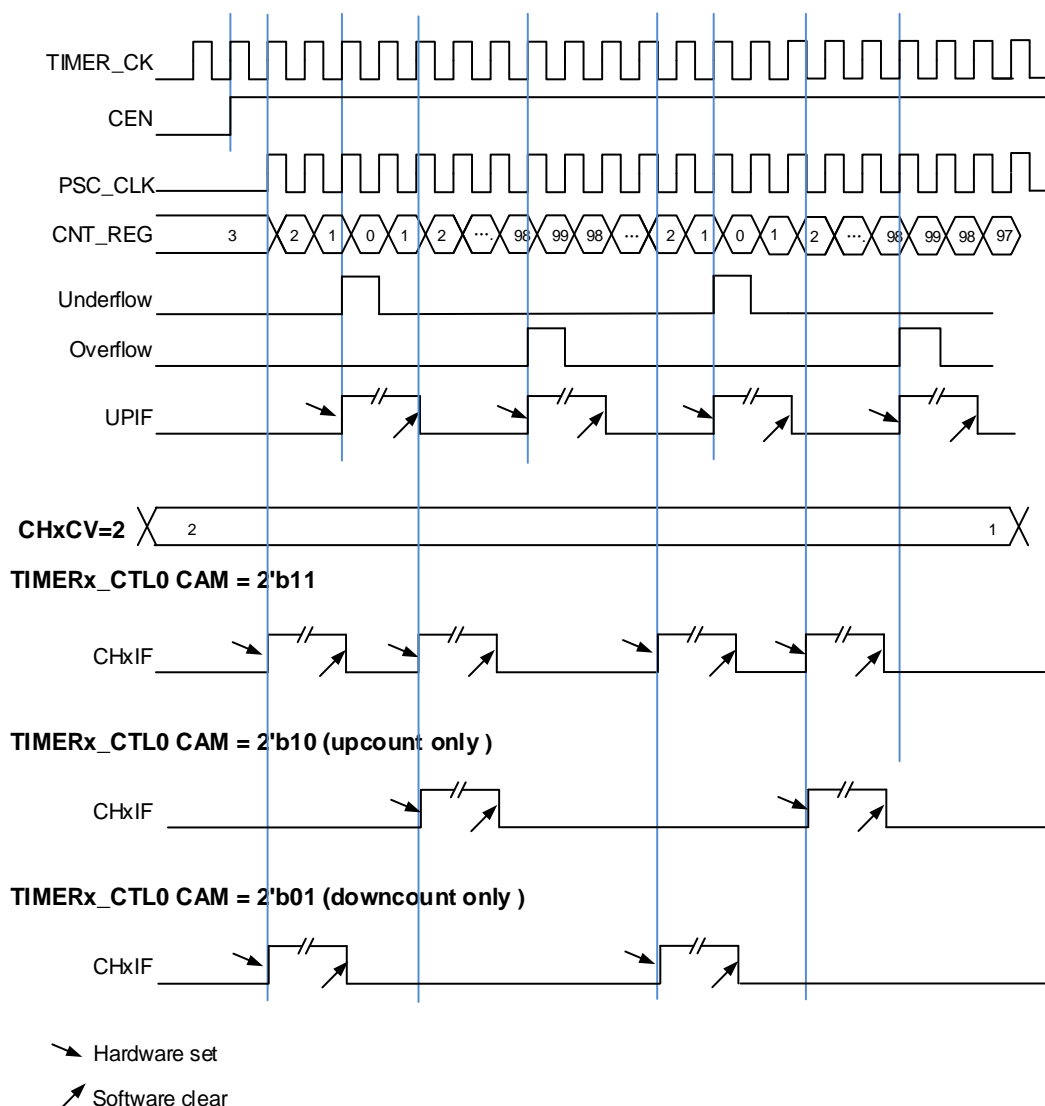 TIMER_CK
CEN
PSC_CLK
CNT_REG 3 2 1 0 1 2 ... 98 99 98 ... 2 1 0 1 2 ... 98 99 98 97
Underflow
Overflow
UPIF
CHxCV=2 2 1
TIMERx_CTL0 CAM = 2'b11
CHxIF
TIMERx_CTL0 CAM = 2'b10 (upcount only )
CHxIF
TIMERx_CTL0 CAM = 2'b01 (downcount only )
CHxIF
Hardware set
Software clear